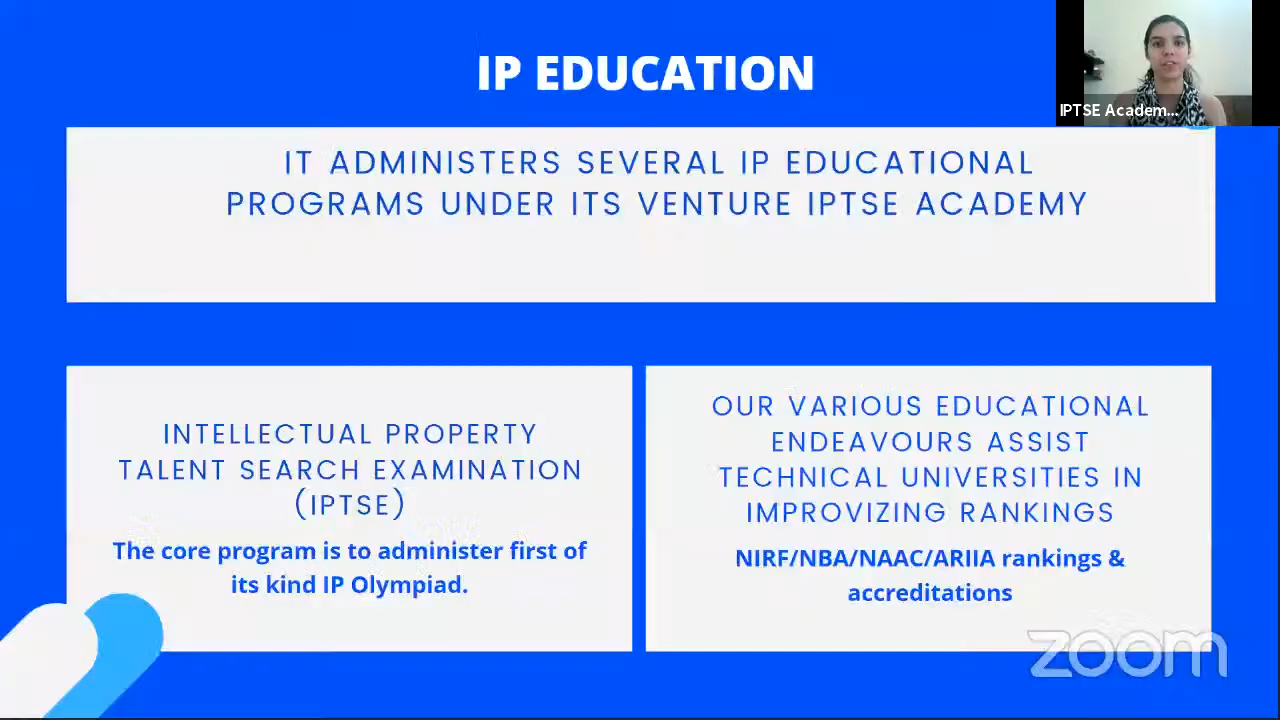 IP EDUCATION
IPTSE Academ...
IT ADMINISTERS SEVERAL IP EDUCATIONAL
PROGRAMS UNDER ITS VENTURE IPTSE ACADEMY
INTELLECTUAL PROPERTY
TALENT SEARCH EXAMINATION
(IPTSE)
The core program is to administer first of
its kind IP Olympiad.
OUR VARIOUS EDUCATIONAL
ENDEAVOURS ASSIST
TECHNICAL UNIVERSITIES IN
IMPROVIZING RANKINGS
NIRF/NBA/NAAC/ARIIA rankings &
accreditations
zoom